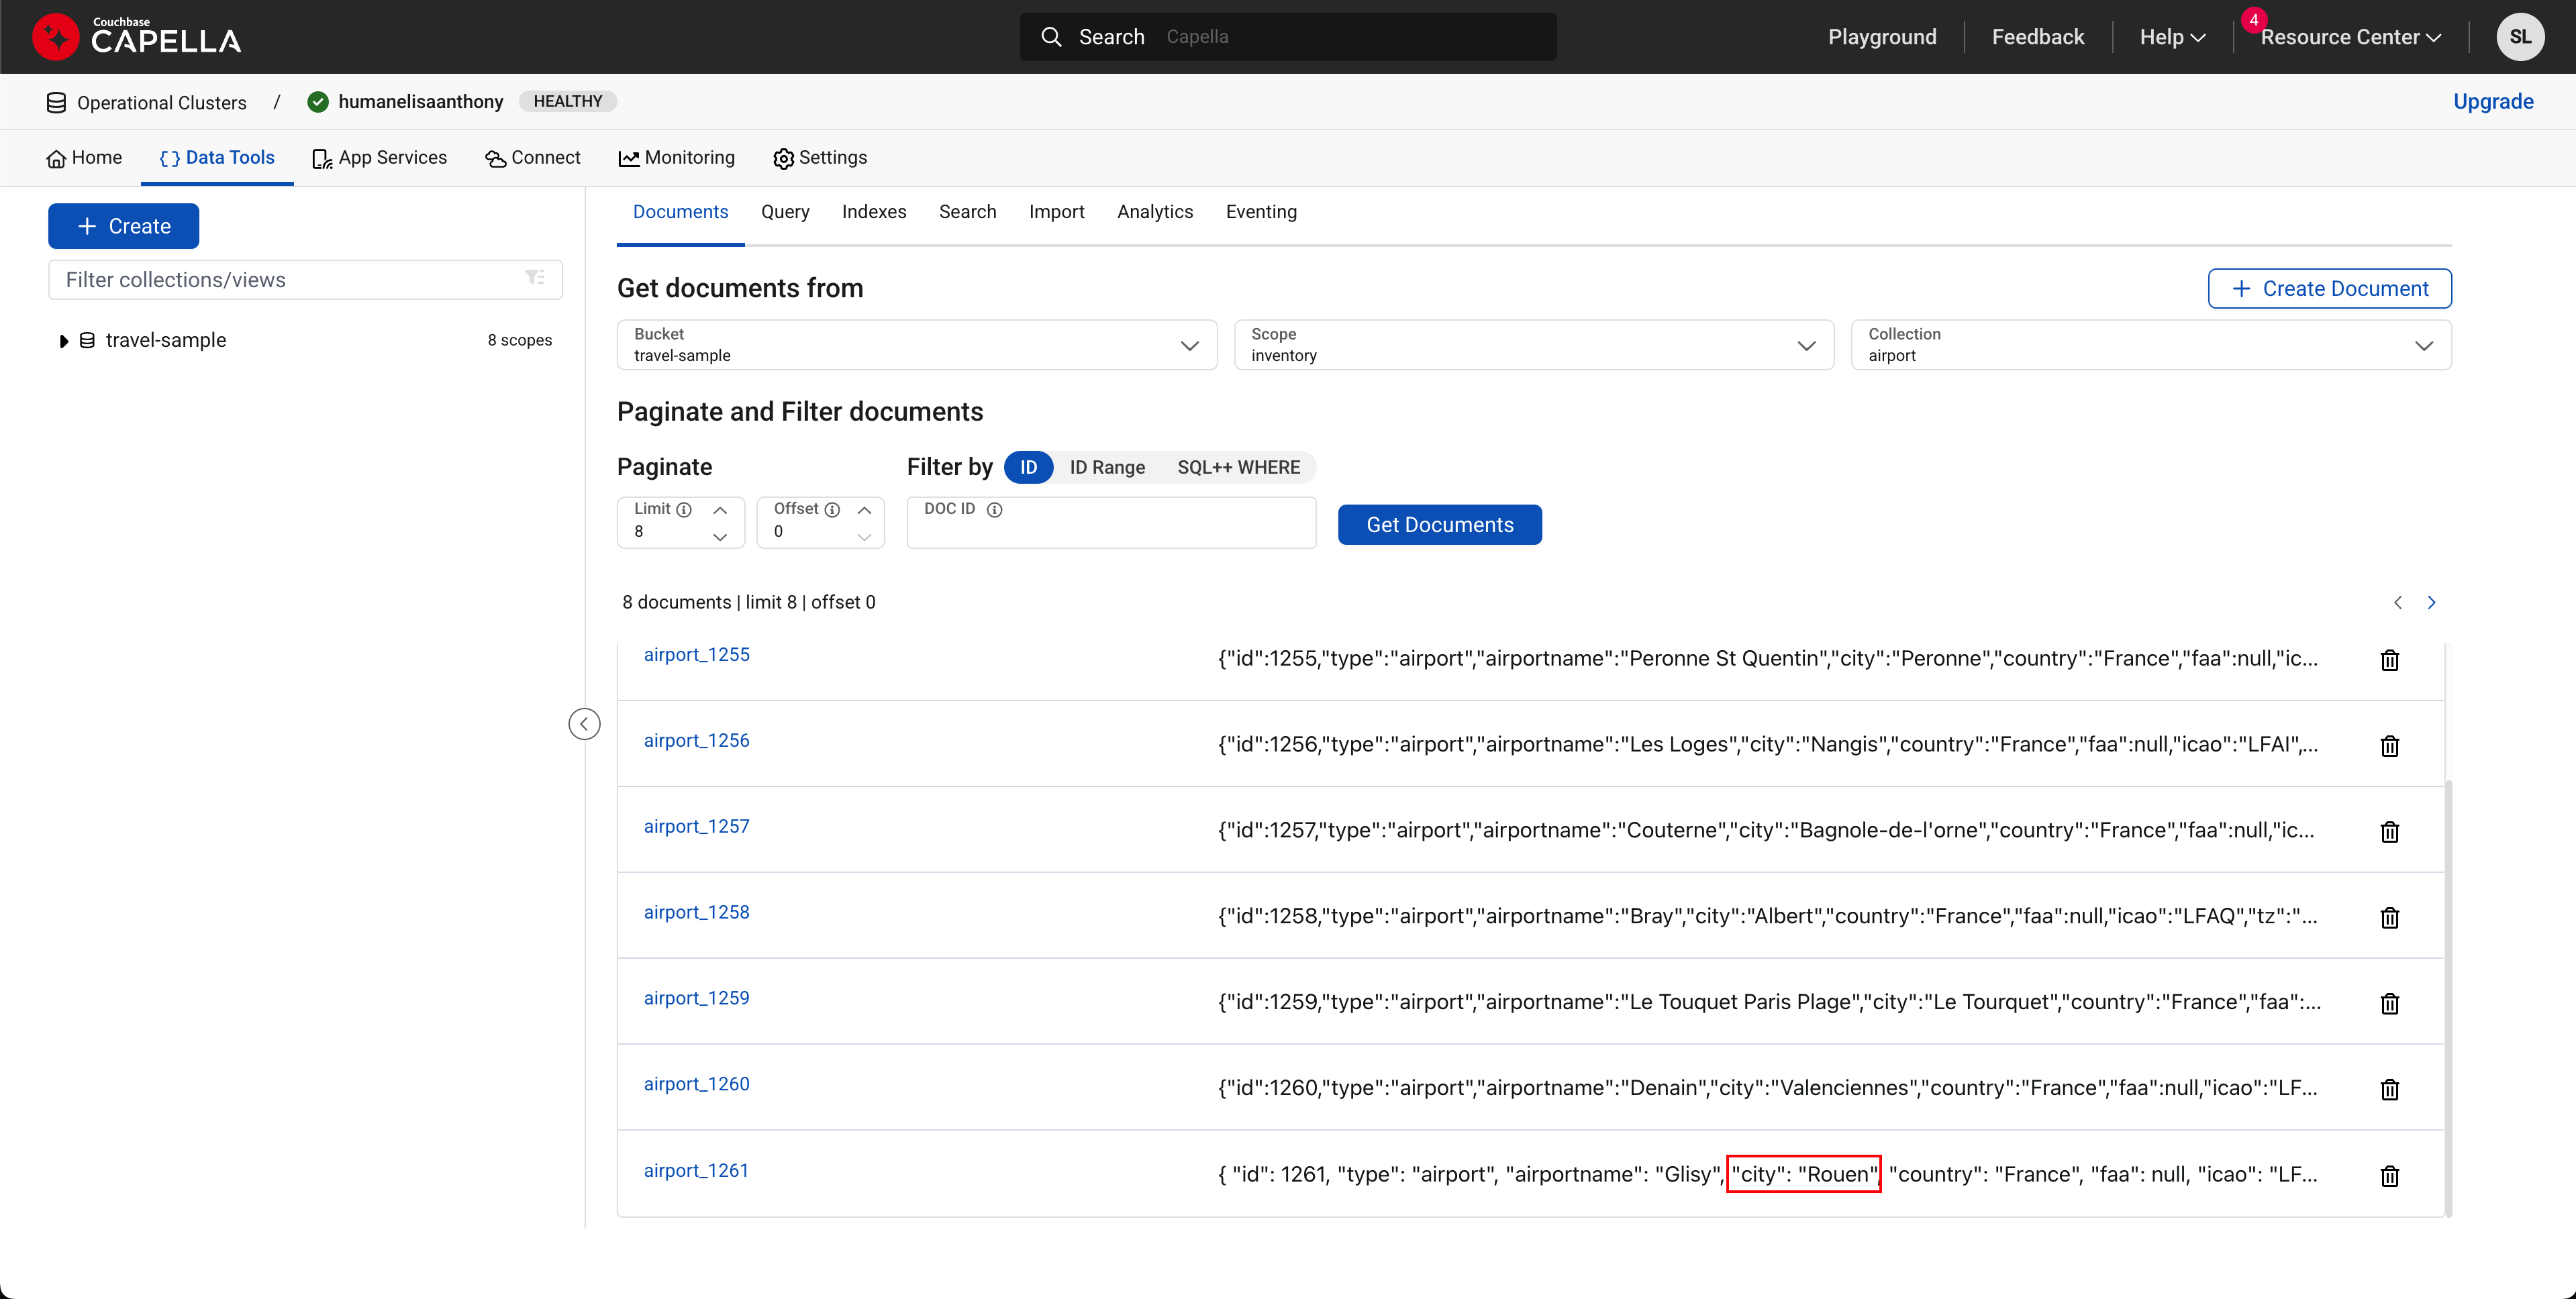 Couchbase
CAPELLA
Search Capella
Playground
Feedback
Help
4
Resource Center
SL
Operational Clusters / humanelisaanthony HEALTHY
Upgrade
Home
Data Tools
App Services
Connect
Monitoring
Settings
+ Create
Filter collections/views
travel-sample 8 scopes
Documents
Query
Indexes
Search
Import
Analytics
Eventing
Get documents from
+ Create Document
Bucket
travel-sample
Scope
inventory
Collection
airport
Paginate and Filter documents
Paginate
Filter by ID ID Range SQL++ WHERE
Limit
8
Offset
0
DOC ID
Get Documents
8 documents | limit 8 | offset 0
airport_1255 {"id":1255,"type":"airport","airportname":"Peronne St Quentin","city":"Peronne","country":"France","faa":null,"ic...
airport_1256 {"id":1256,"type":"airport","airportname":"Les Loges","city":"Nangis","country":"France","faa":null,"icao":"LFAI",...
airport_1257 {"id":1257,"type":"airport","airportname":"Couterne","city":"Bagnole-de-l'orne","country":"France","faa":null,"ic...
airport_1258 {"id":1258,"type":"airport","airportname":"Bray","city":"Albert","country":"France","faa":null,"icao":"LFAQ","tz":"...
airport_1259 {"id":1259,"type":"airport","airportname":"Le Touquet Paris Plage","city":"Le Tourquet","country":"France","faa":...
airport_1260 {"id":1260,"type":"airport","airportname":"Denain","city":"Valenciennes","country":"France","faa":null,"icao":"LF...
airport_1261 { "id": 1261, "type": "airport", "airportname": "Glisy", "city": "Rouen", "country": "France", "faa": null, "icao": "LF...